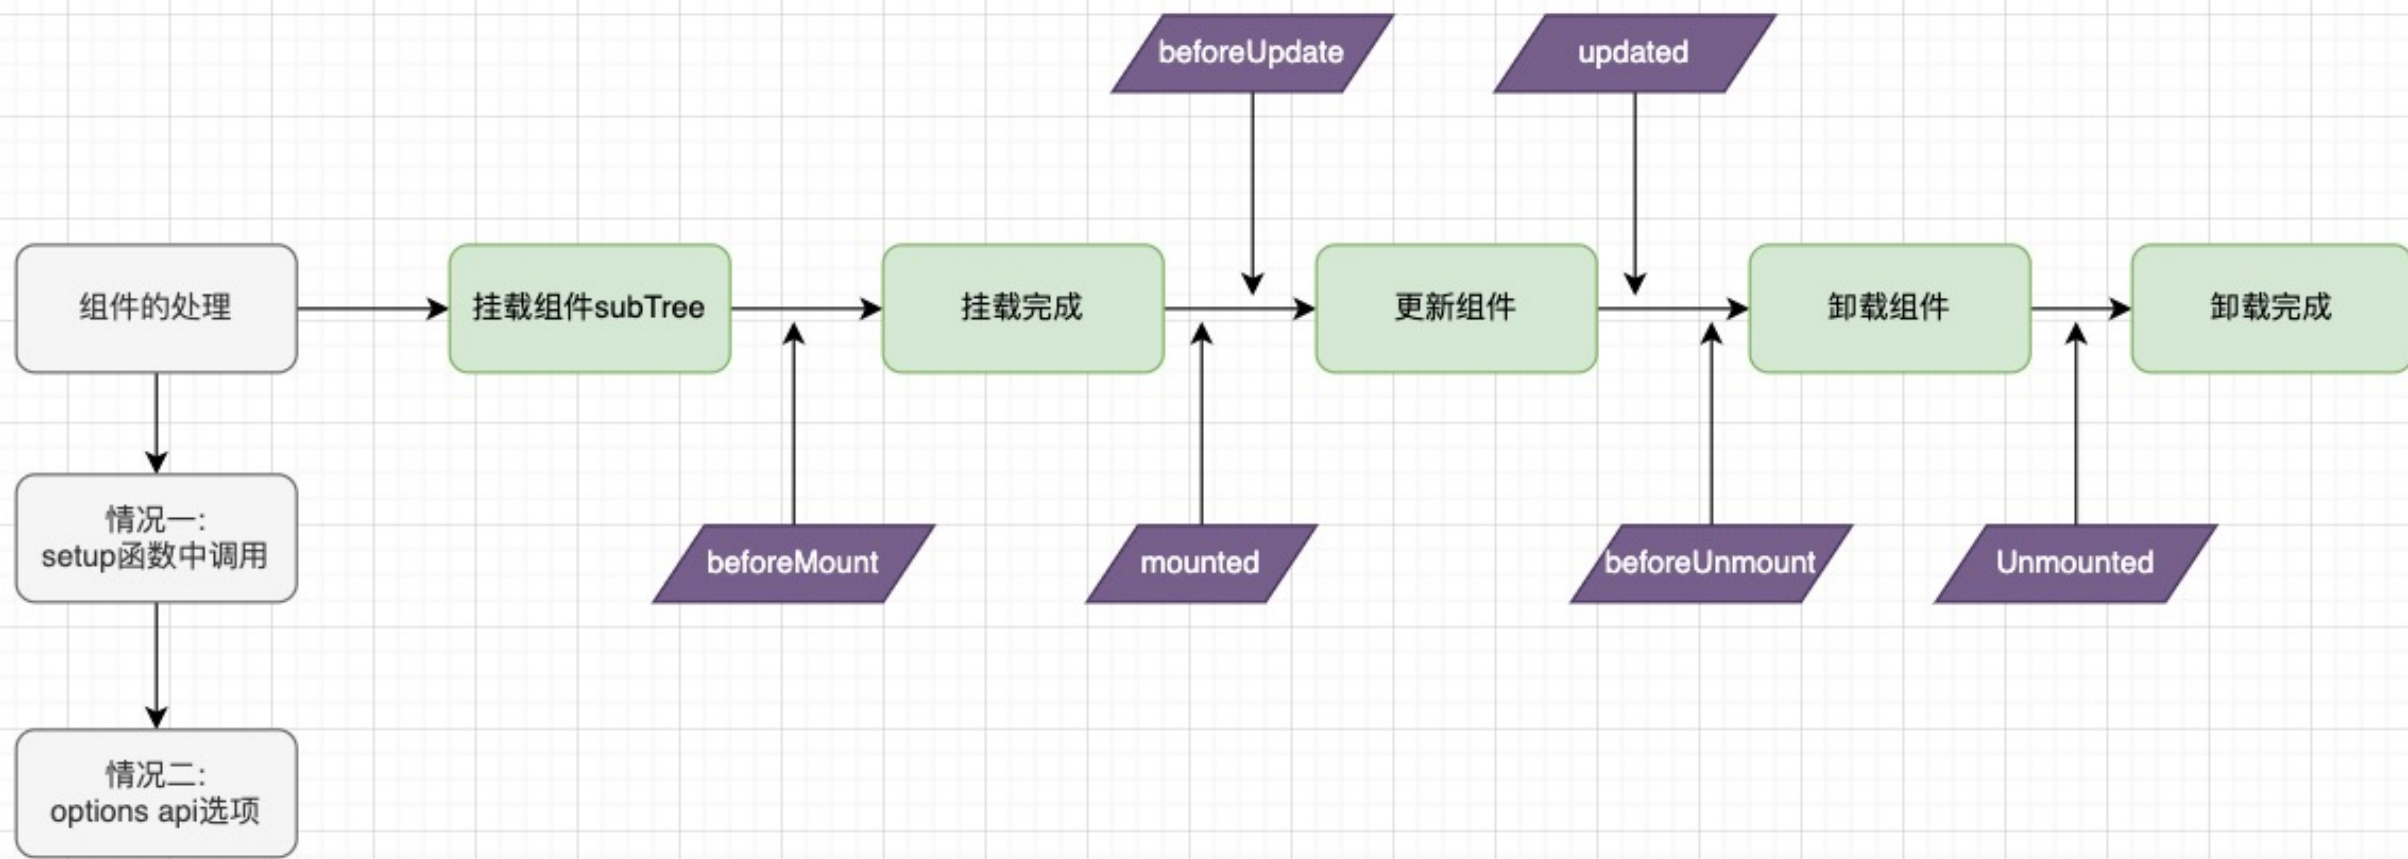 beforeUpdate
updated
组件的处理
挂载组件subTree
挂载完成
更新组件
卸载组件
卸载完成
情况一:
setup函数中调用
beforeMount
mounted
beforeUnmount
Unmounted
情况二:
options api选项